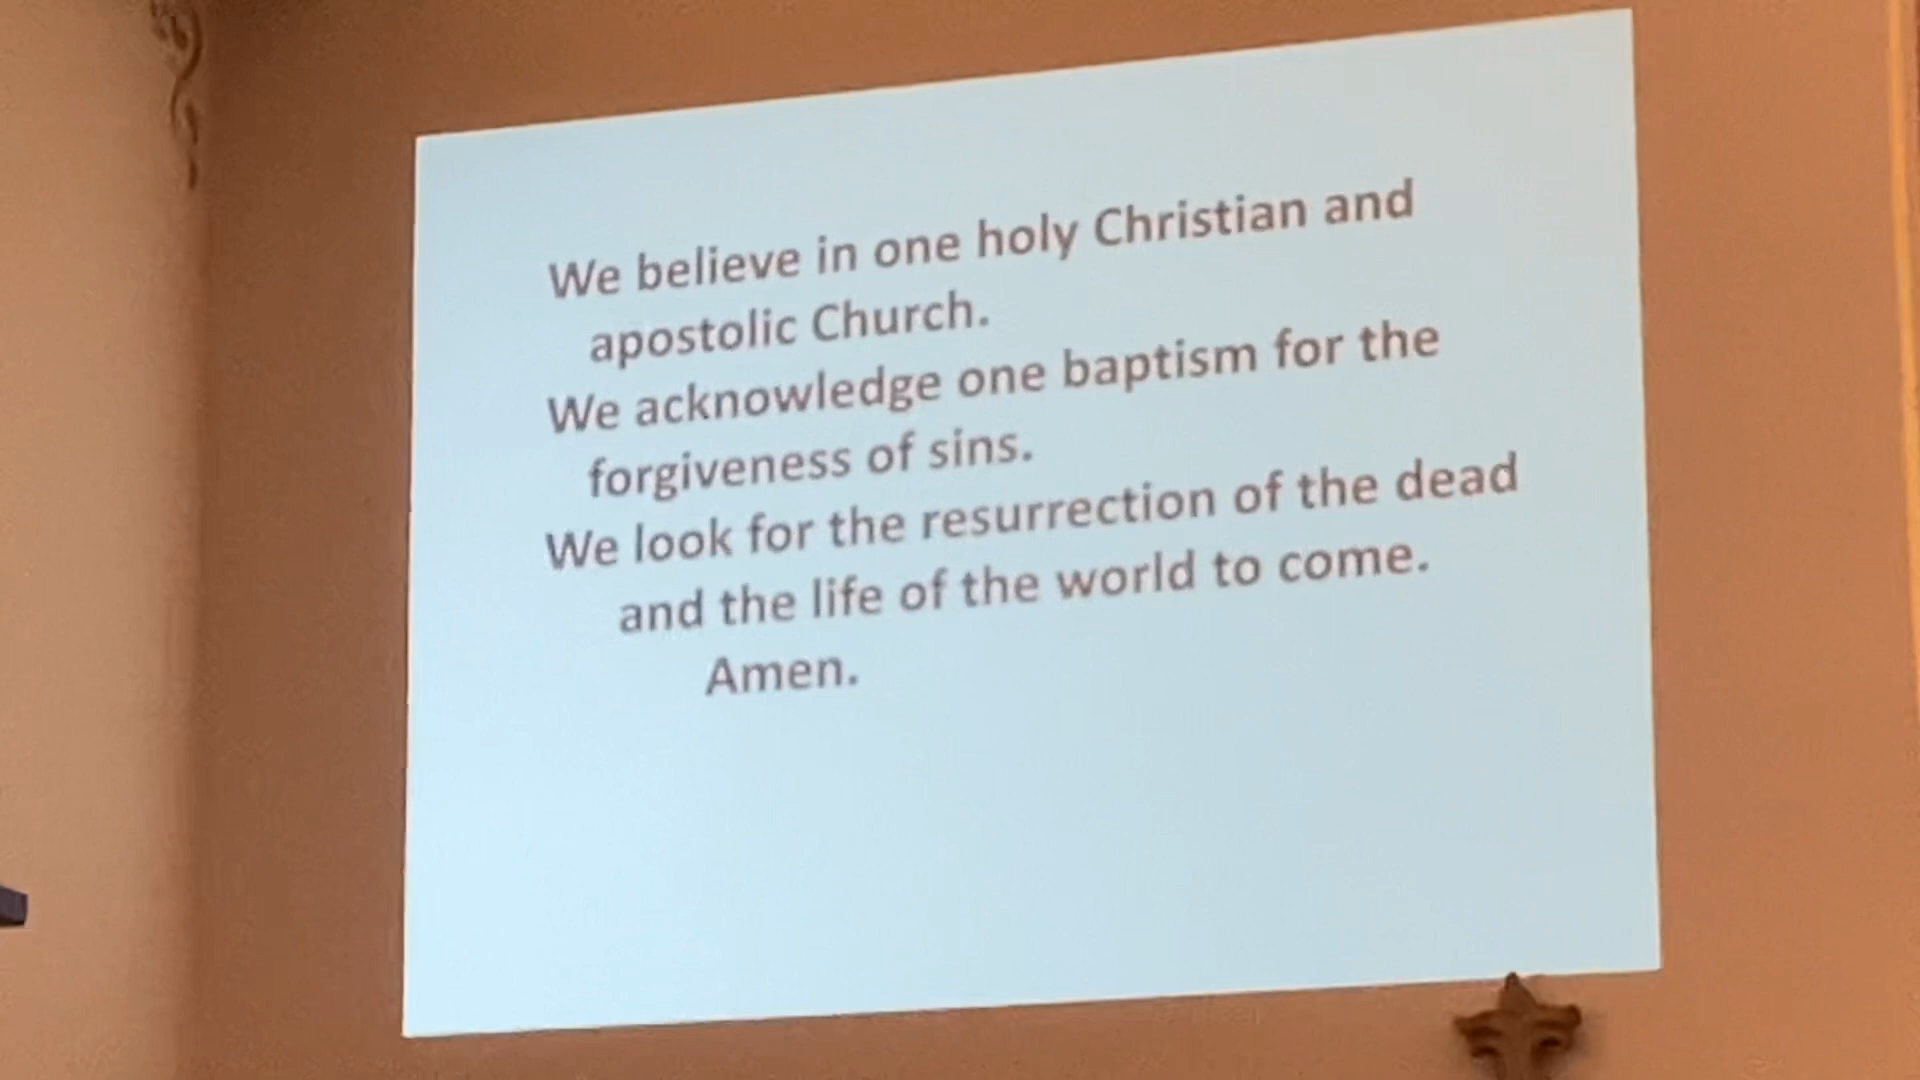 We believe in one holy Christian and
apostolic Church.
We acknowledge one baptism for the
forgiveness of sins.
We look for the resurrection of the dead
and the life of the world to come.
Amen.